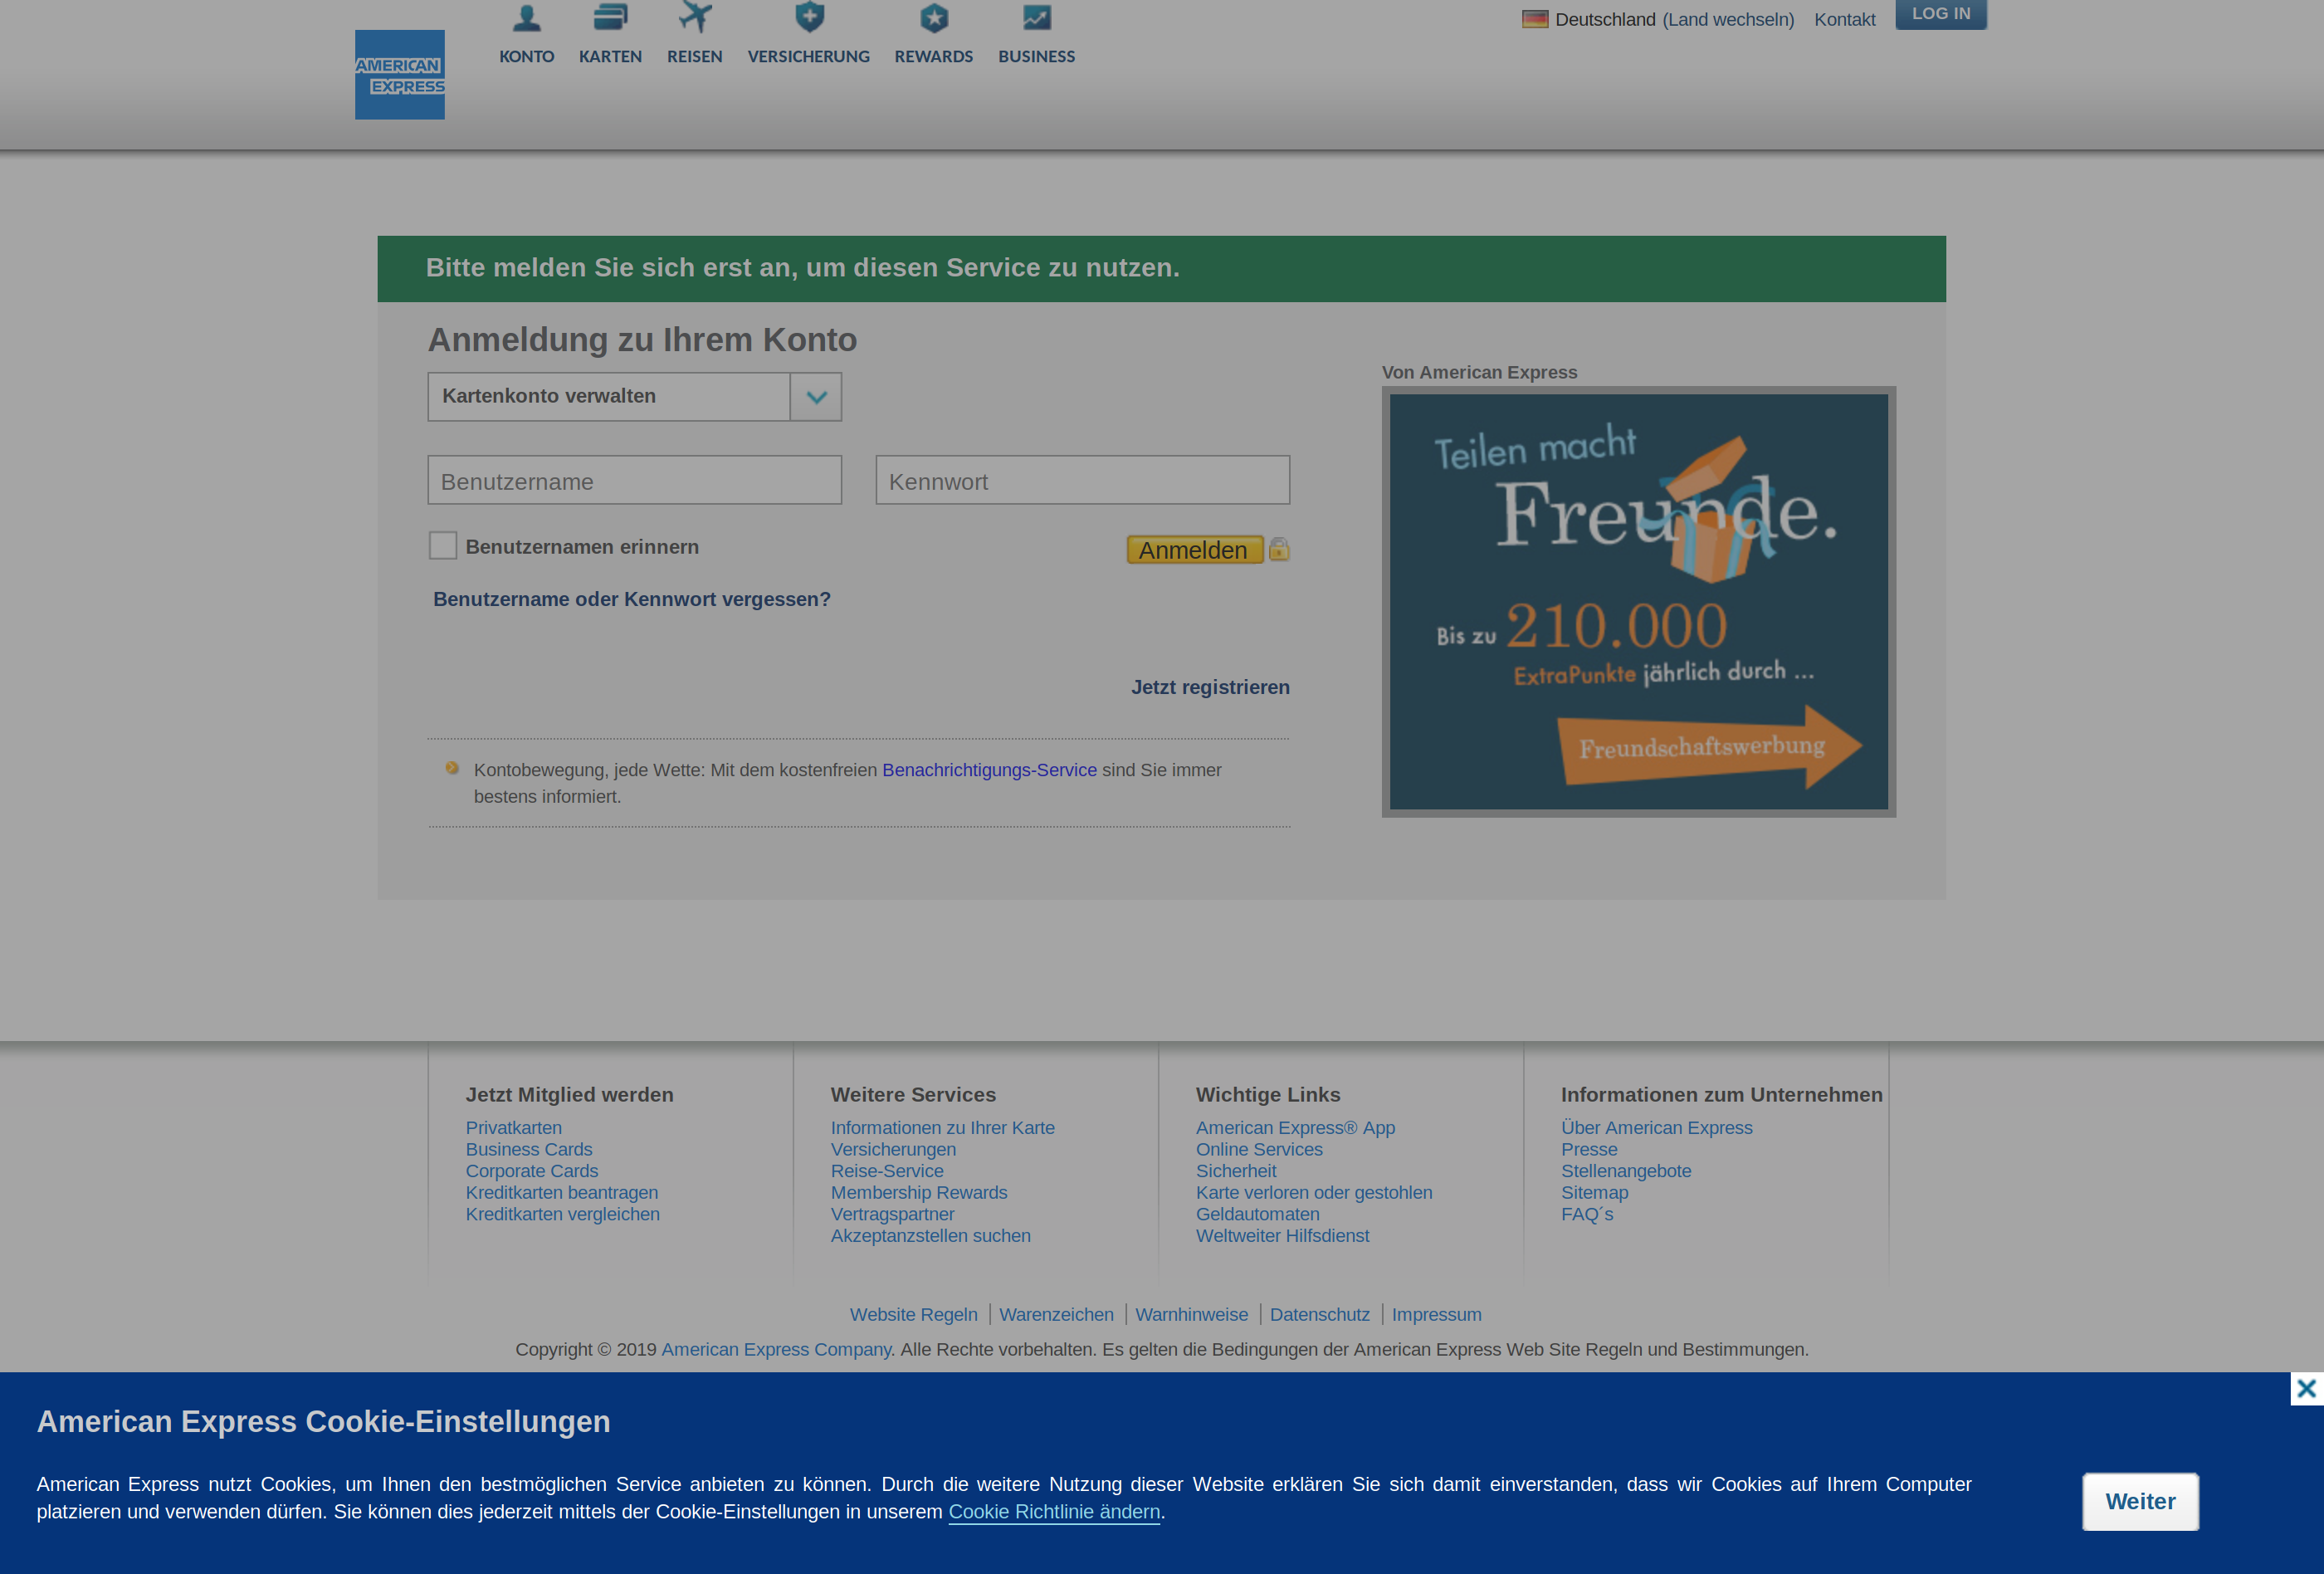 KONTO KARTEN REISEN VERSICHERUNG REWARDS BUSINESS
Deutschland (Land wechseln) Kontakt LOG IN
AMERICAN
EXPRESS
Bitte melden Sie sich erst an, um diesen Service zu nutzen.
Anmeldung zu Ihrem Konto
Kartenkonto verwalten
Benutzername
Kennwort
Benutzernamen erinnern
Anmelden
Benutzername oder Kennwort vergessen?
Jetzt registrieren
Kontobewegung, jede Wette: Mit dem kostenfreien Benachrichtigungs-Service sind Sie immer
bestens informiert.
Von American Express
Teilen macht
Freunde.
Bis zu 210.000
ExtraPunkte jährlich durch ...
Freundschaftswerbung
Jetzt Mitglied werden
Privatkarten
Business Cards
Corporate Cards
Kreditkarten beantragen
Kreditkarten vergleichen
Weitere Services
Informationen zu Ihrer Karte
Versicherungen
Reise-Service
Membership Rewards
Vertragspartner
Akzeptanzstellen suchen
Wichtige Links
American Express® App
Online Services
Sicherheit
Karte verloren oder gestohlen
Geldautomaten
Weltweiter Hilfsdienst
Informationen zum Unternehmen
Über American Express
Presse
Stellenangebote
Sitemap
FAQ´s
Website Regeln | Warenzeichen | Warnhinweise | Datenschutz | Impressum
Copyright © 2019 American Express Company. Alle Rechte vorbehalten. Es gelten die Bedingungen der American Express Web Site Regeln und Bestimmungen.
American Express Cookie-Einstellungen
American Express nutzt Cookies, um Ihnen den bestmöglichen Service anbieten zu können. Durch die weitere Nutzung dieser Website erklären Sie sich damit einverstanden, dass wir Cookies auf Ihrem Computer
platzieren und verwenden dürfen. Sie können dies jederzeit mittels der Cookie-Einstellungen in unserem Cookie Richtlinie ändern.
Weiter